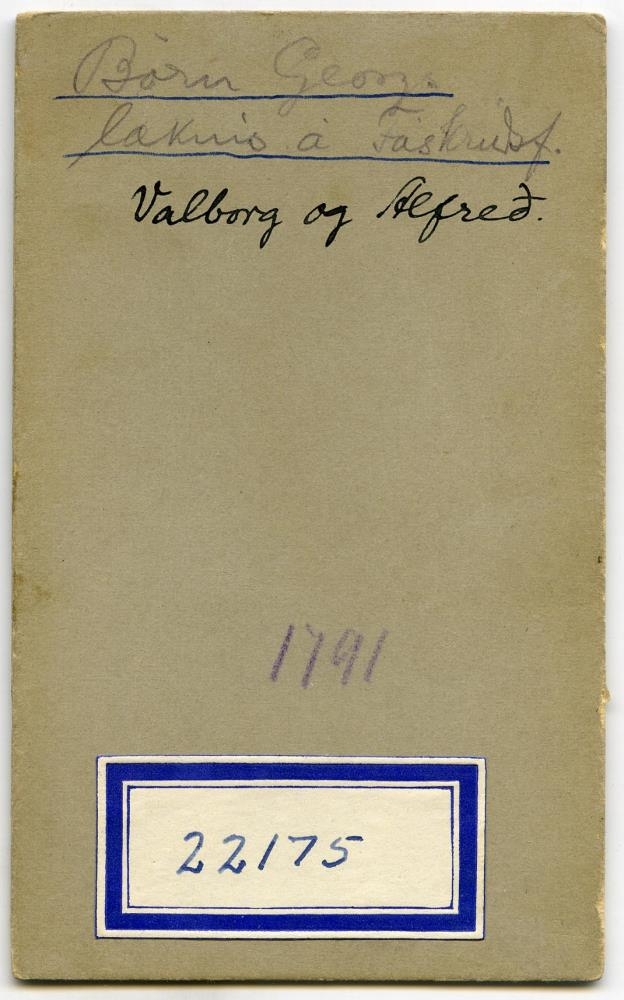 Börn Georgs
læknis á Fáskrúðsf.
Valborg og Alfreð.
1791
22175